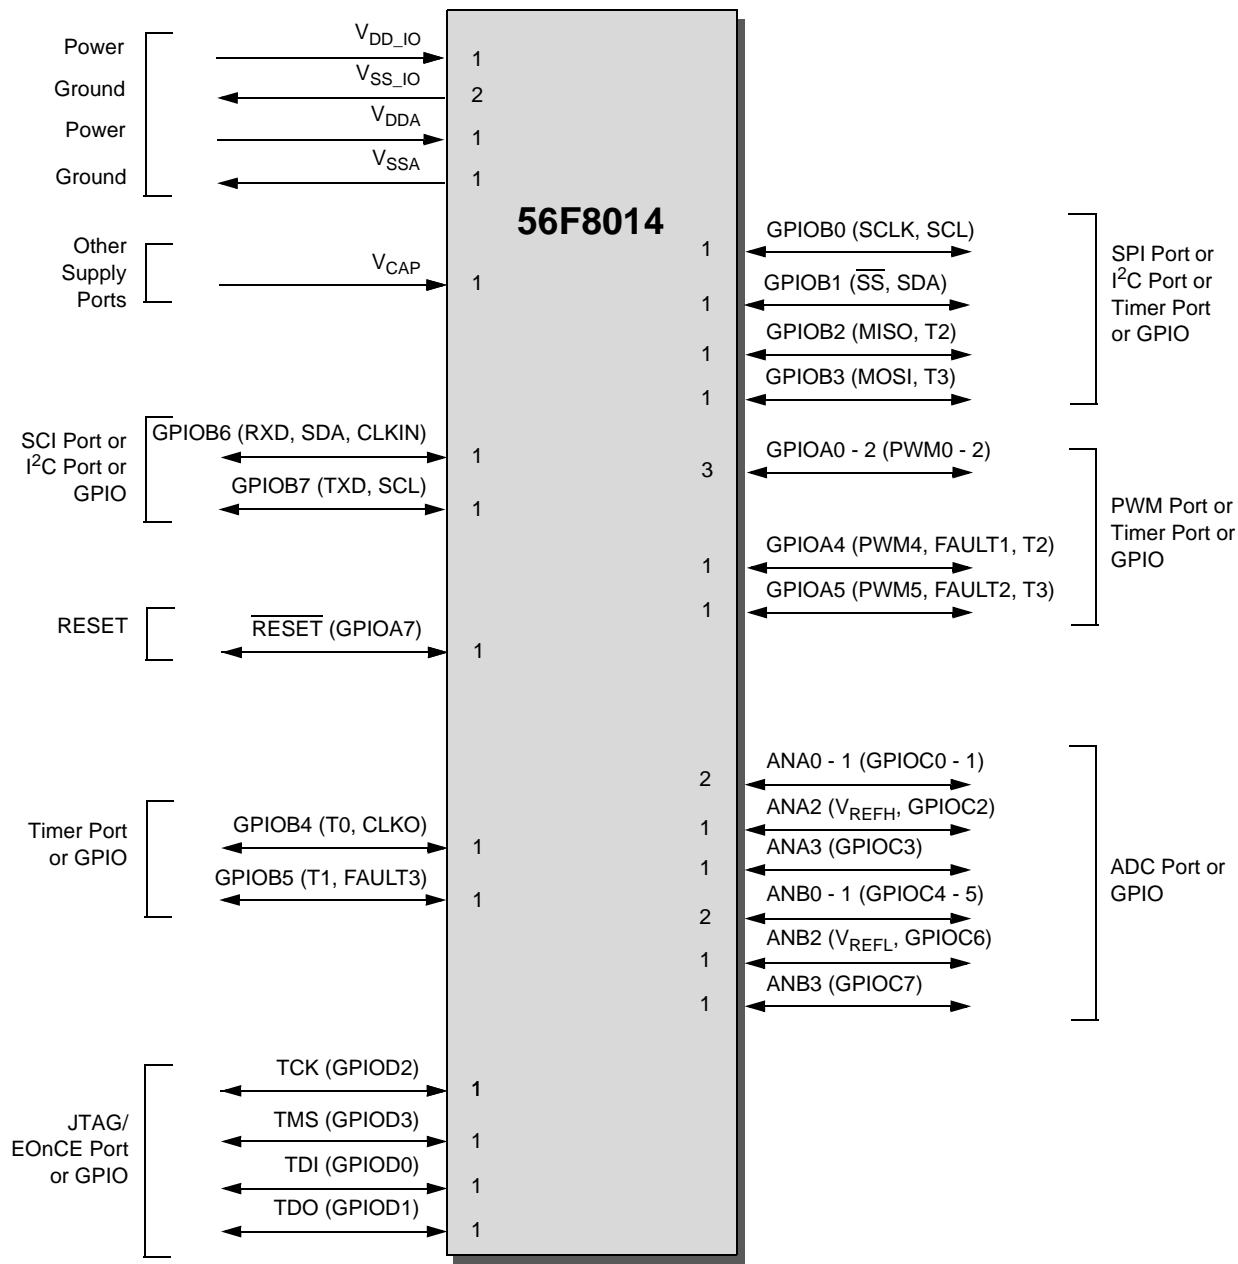 Power
V_DD_IO
1
Ground
V_SS_IO
2
Power
V_DDA
1
Ground
V_SSA
1
56F8014
Other
Supply
Ports
V_CAP
1
SCI Port or
I²C Port or
GPIO
GPIOB6 (RXD, SDA, CLKIN)
1
GPIOB7 (TXD, SCL)
1
RESET
R̅E̅S̅E̅T̅ (GPIOA7)
1
Timer Port
or GPIO
GPIOB4 (T0, CLKO)
1
GPIOB5 (T1, FAULT3)
1
JTAG/
EOnCE Port
or GPIO
TCK (GPIOD2)
1
TMS (GPIOD3)
1
TDI (GPIOD0)
1
TDO (GPIOD1)
1
1
GPIOB0 (SCLK, SCL)
1
GPIOB1 (S̅S̅, SDA)
1
GPIOB2 (MISO, T2)
1
GPIOB3 (MOSI, T3)
SPI Port or
I²C Port or
Timer Port
or GPIO
3
GPIOA0 - 2 (PWM0 - 2)
1
GPIOA4 (PWM4, FAULT1, T2)
1
GPIOA5 (PWM5, FAULT2, T3)
PWM Port or
Timer Port or
GPIO
2
ANA0 - 1 (GPIOC0 - 1)
1
ANA2 (V_REFH, GPIOC2)
1
ANA3 (GPIOC3)
2
ANB0 - 1 (GPIOC4 - 5)
1
ANB2 (V_REFL, GPIOC6)
1
ANB3 (GPIOC7)
ADC Port or
GPIO